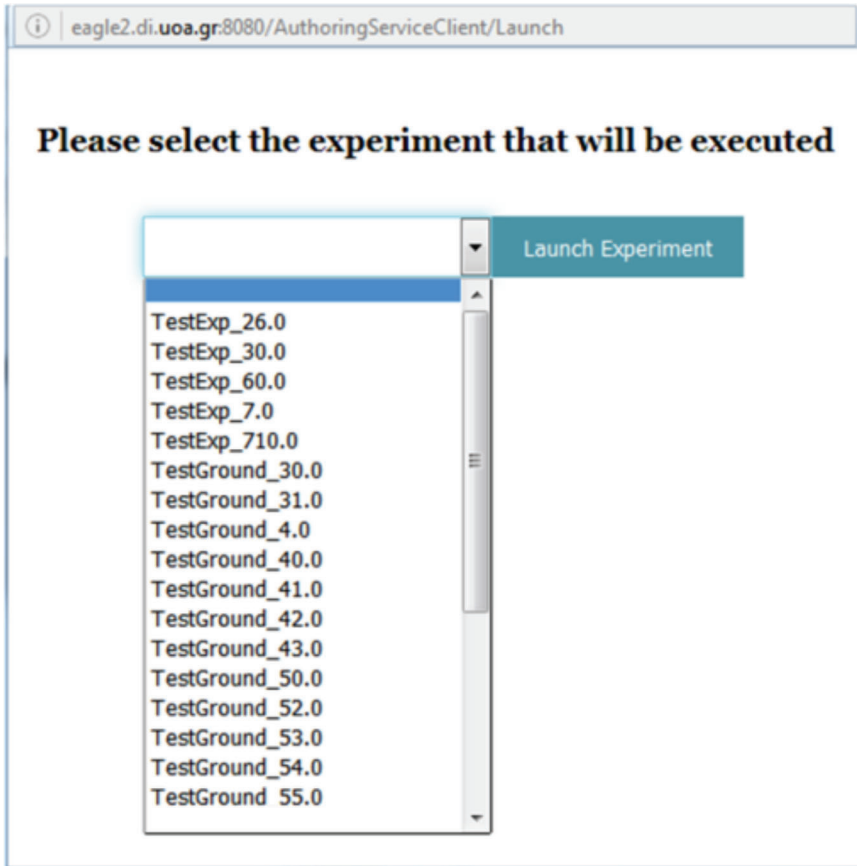 eagle2.di.uoa.gr:8080/AuthoringServiceClient/Launch
Please select the experiment that will be executed
Launch Experiment
TestExp_26.0
TestExp_30.0
TestExp_60.0
TestExp_7.0
TestExp_710.0
TestGround_30.0
TestGround_31.0
TestGround_4.0
TestGround_40.0
TestGround_41.0
TestGround_42.0
TestGround_43.0
TestGround_50.0
TestGround_52.0
TestGround_53.0
TestGround_54.0
TestGround 55.0